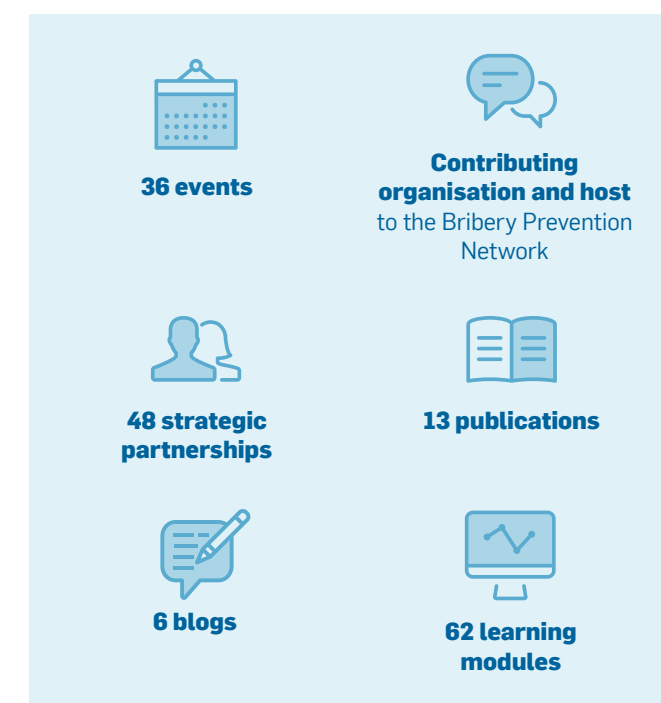 36 events
Contributing
organisation and host
to the Bribery Prevention
Network
48 strategic
partnerships
13 publications
6 blogs
62 learning
modules